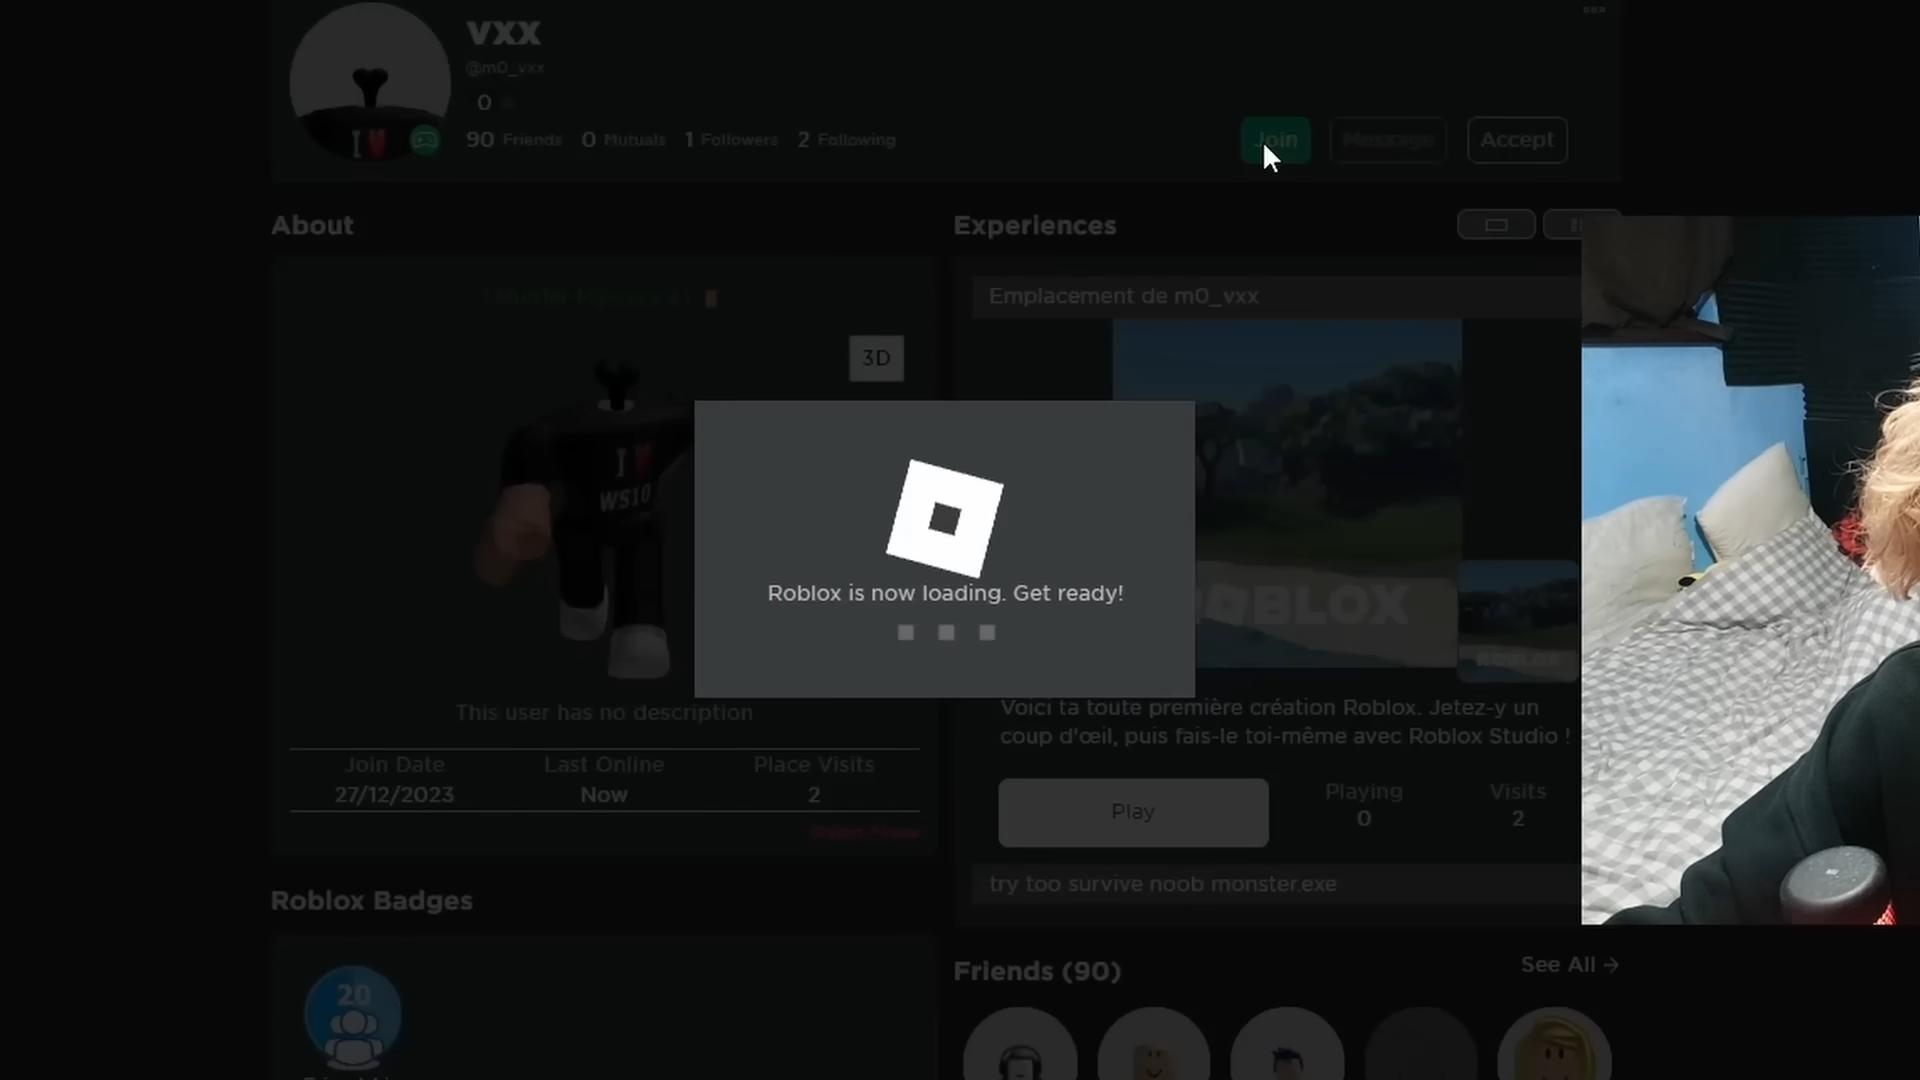 vxx
@m0_vxx
0
90 Friends 0 Mutuals 1 Followers 2 Following
Join
Message
Accept
About
Experiences
Emplacement de m0_vxx
3D
I
I
WS10
Roblox is now loading. Get ready!
ROBLOX
ROBLOX
This user has no description
Voici ta toute première création Roblox. Jetez-y un
coup d'œil, puis fais-le toi-même avec Roblox Studio !
Join Date Last Online Place Visits
27/12/2023 Now 2
Play
Playing Visits
0 2
try too survive noob monster.exe
Roblox Badges
Friends (90)
See All
20